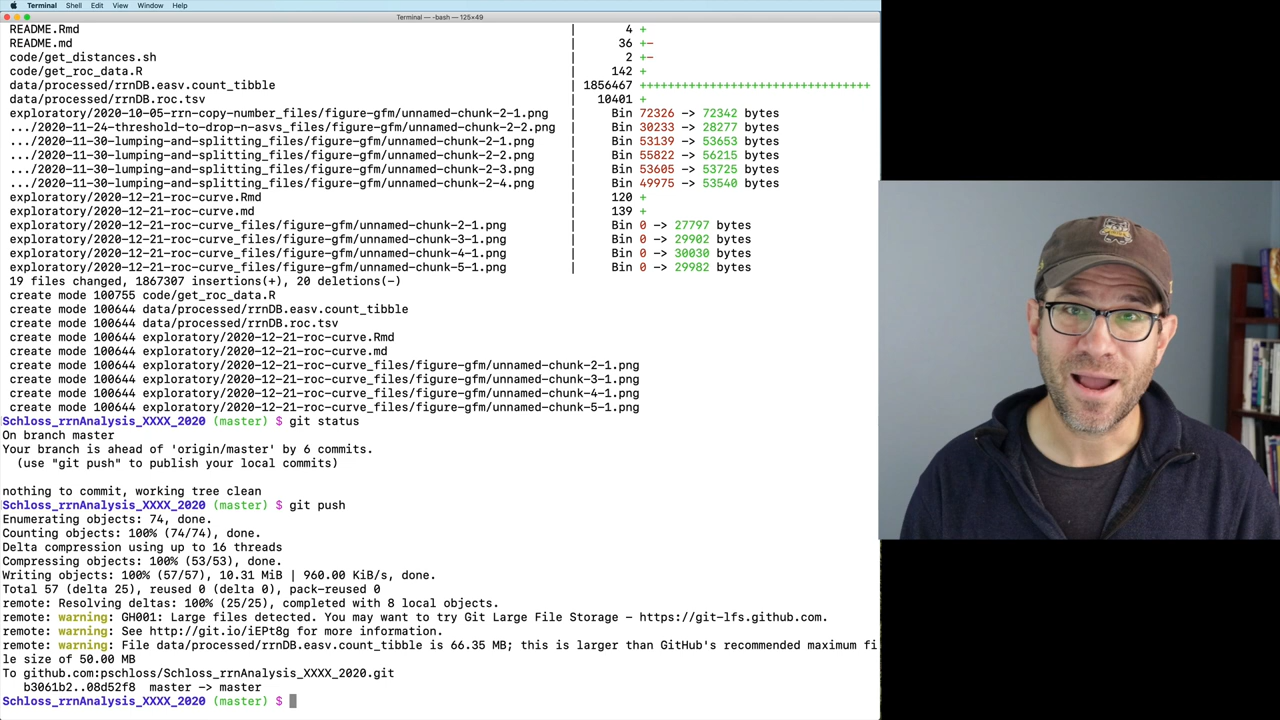 Terminal Shell Edit View Window Help
Terminal — -bash — 125×49
README.Rmd | 4 +
README.md | 36 +-
code/get_distances.sh | 2 +-
code/get_roc_data.R | 142 +
data/processed/rrnDB.easv.count_tibble | 1856467 ++++++++++++++++++++++++++++++++
data/processed/rrnDB.roc.tsv | 10401 +
exploratory/2020-10-05-rrn-copy-number_files/figure-gfm/unnamed-chunk-2-1.png | Bin 72326 -> 72342 bytes
.../2020-11-24-threshold-to-drop-n-asvs_files/figure-gfm/unnamed-chunk-2-2.png | Bin 30233 -> 28277 bytes
.../2020-11-30-lumping-and-splitting_files/figure-gfm/unnamed-chunk-2-1.png | Bin 53139 -> 53653 bytes
.../2020-11-30-lumping-and-splitting_files/figure-gfm/unnamed-chunk-2-2.png | Bin 55822 -> 56215 bytes
.../2020-11-30-lumping-and-splitting_files/figure-gfm/unnamed-chunk-2-3.png | Bin 53605 -> 53725 bytes
.../2020-11-30-lumping-and-splitting_files/figure-gfm/unnamed-chunk-2-4.png | Bin 49975 -> 53540 bytes
exploratory/2020-12-21-roc-curve.Rmd | 120 +
exploratory/2020-12-21-roc-curve.md | 139 +
exploratory/2020-12-21-roc-curve_files/figure-gfm/unnamed-chunk-2-1.png | Bin 0 -> 27797 bytes
exploratory/2020-12-21-roc-curve_files/figure-gfm/unnamed-chunk-3-1.png | Bin 0 -> 29902 bytes
exploratory/2020-12-21-roc-curve_files/figure-gfm/unnamed-chunk-4-1.png | Bin 0 -> 30030 bytes
exploratory/2020-12-21-roc-curve_files/figure-gfm/unnamed-chunk-5-1.png | Bin 0 -> 29982 bytes
19 files changed, 1867307 insertions(+), 20 deletions(-)
create mode 100755 code/get_roc_data.R
create mode 100644 data/processed/rrnDB.easv.count_tibble
create mode 100644 data/processed/rrnDB.roc.tsv
create mode 100644 exploratory/2020-12-21-roc-curve.Rmd
create mode 100644 exploratory/2020-12-21-roc-curve.md
create mode 100644 exploratory/2020-12-21-roc-curve_files/figure-gfm/unnamed-chunk-2-1.png
create mode 100644 exploratory/2020-12-21-roc-curve_files/figure-gfm/unnamed-chunk-3-1.png
create mode 100644 exploratory/2020-12-21-roc-curve_files/figure-gfm/unnamed-chunk-4-1.png
create mode 100644 exploratory/2020-12-21-roc-curve_files/figure-gfm/unnamed-chunk-5-1.png
Schloss_rrnAnalysis_XXXX_2020 (master) $ git status
On branch master
Your branch is ahead of 'origin/master' by 6 commits.
(use "git push" to publish your local commits)
nothing to commit, working tree clean
Schloss_rrnAnalysis_XXXX_2020 (master) $ git push
Enumerating objects: 74, done.
Counting objects: 100% (74/74), done.
Delta compression using up to 16 threads
Compressing objects: 100% (53/53), done.
Writing objects: 100% (57/57), 10.31 MiB | 960.00 KiB/s, done.
Total 57 (delta 25), reused 0 (delta 0), pack-reused 0
remote: Resolving deltas: 100% (25/25), completed with 8 local objects.
remote: warning: GH001: Large files detected. You may want to try Git Large File Storage - https://git-lfs.github.com.
remote: warning: See http://git.io/iEPt8g for more information.
remote: warning: File data/processed/rrnDB.easv.count_tibble is 66.35 MB; this is larger than GitHub's recommended maximum fi
le size of 50.00 MB
To github.com:pschloss/Schloss_rrnAnalysis_XXXX_2020.git
b3061b2..08d52f8 master -> master
Schloss_rrnAnalysis_XXXX_2020 (master) $